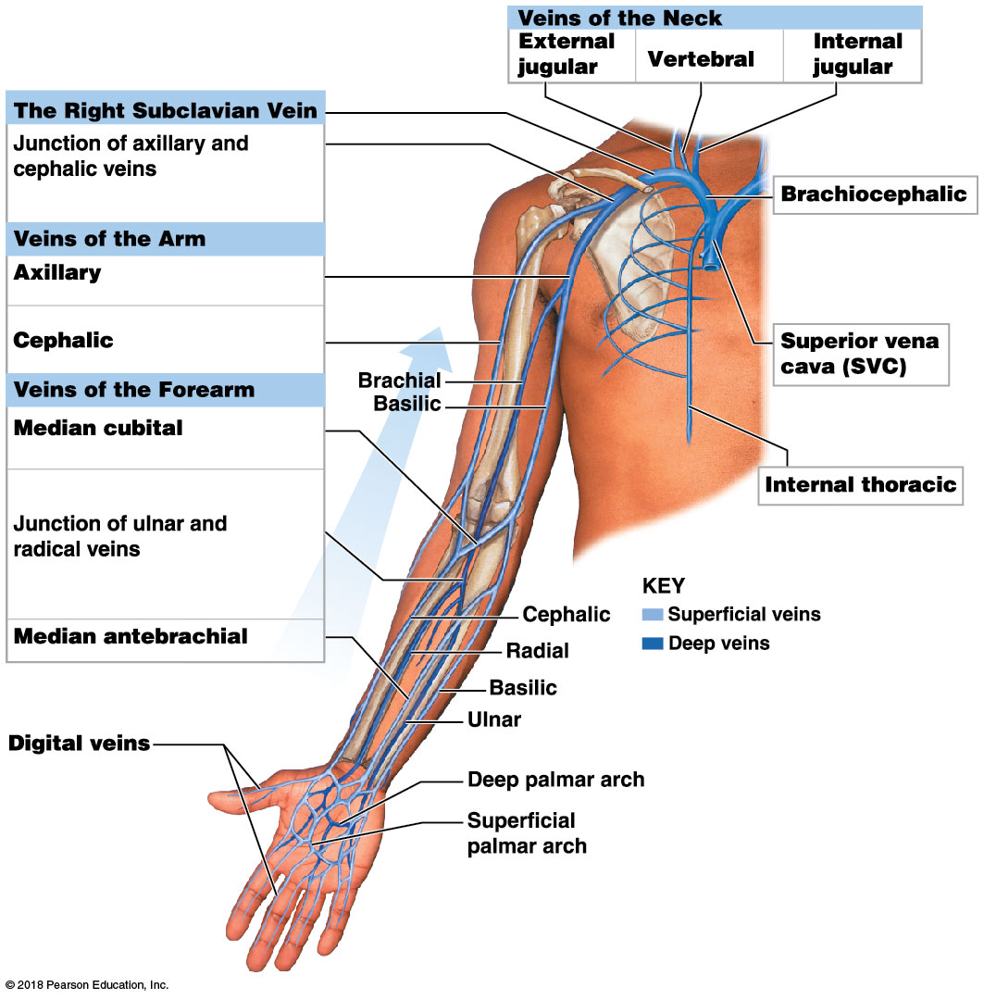 Veins of the Neck
External
jugular
Vertebral
Internal
jugular
The Right Subclavian Vein
Junction of axillary and
cephalic veins
Brachiocephalic
Veins of the Arm
Axillary
Cephalic
Superior vena
cava (SVC)
Brachial
Basilic
Veins of the Forearm
Median cubital
Internal thoracic
Junction of ulnar and
radical veins
KEY
Superficial veins
Deep veins
Median antebrachial
Cephalic
Radial
Basilic
Ulnar
Digital veins
Deep palmar arch
Superficial
palmar arch
© 2018 Pearson Education, Inc.